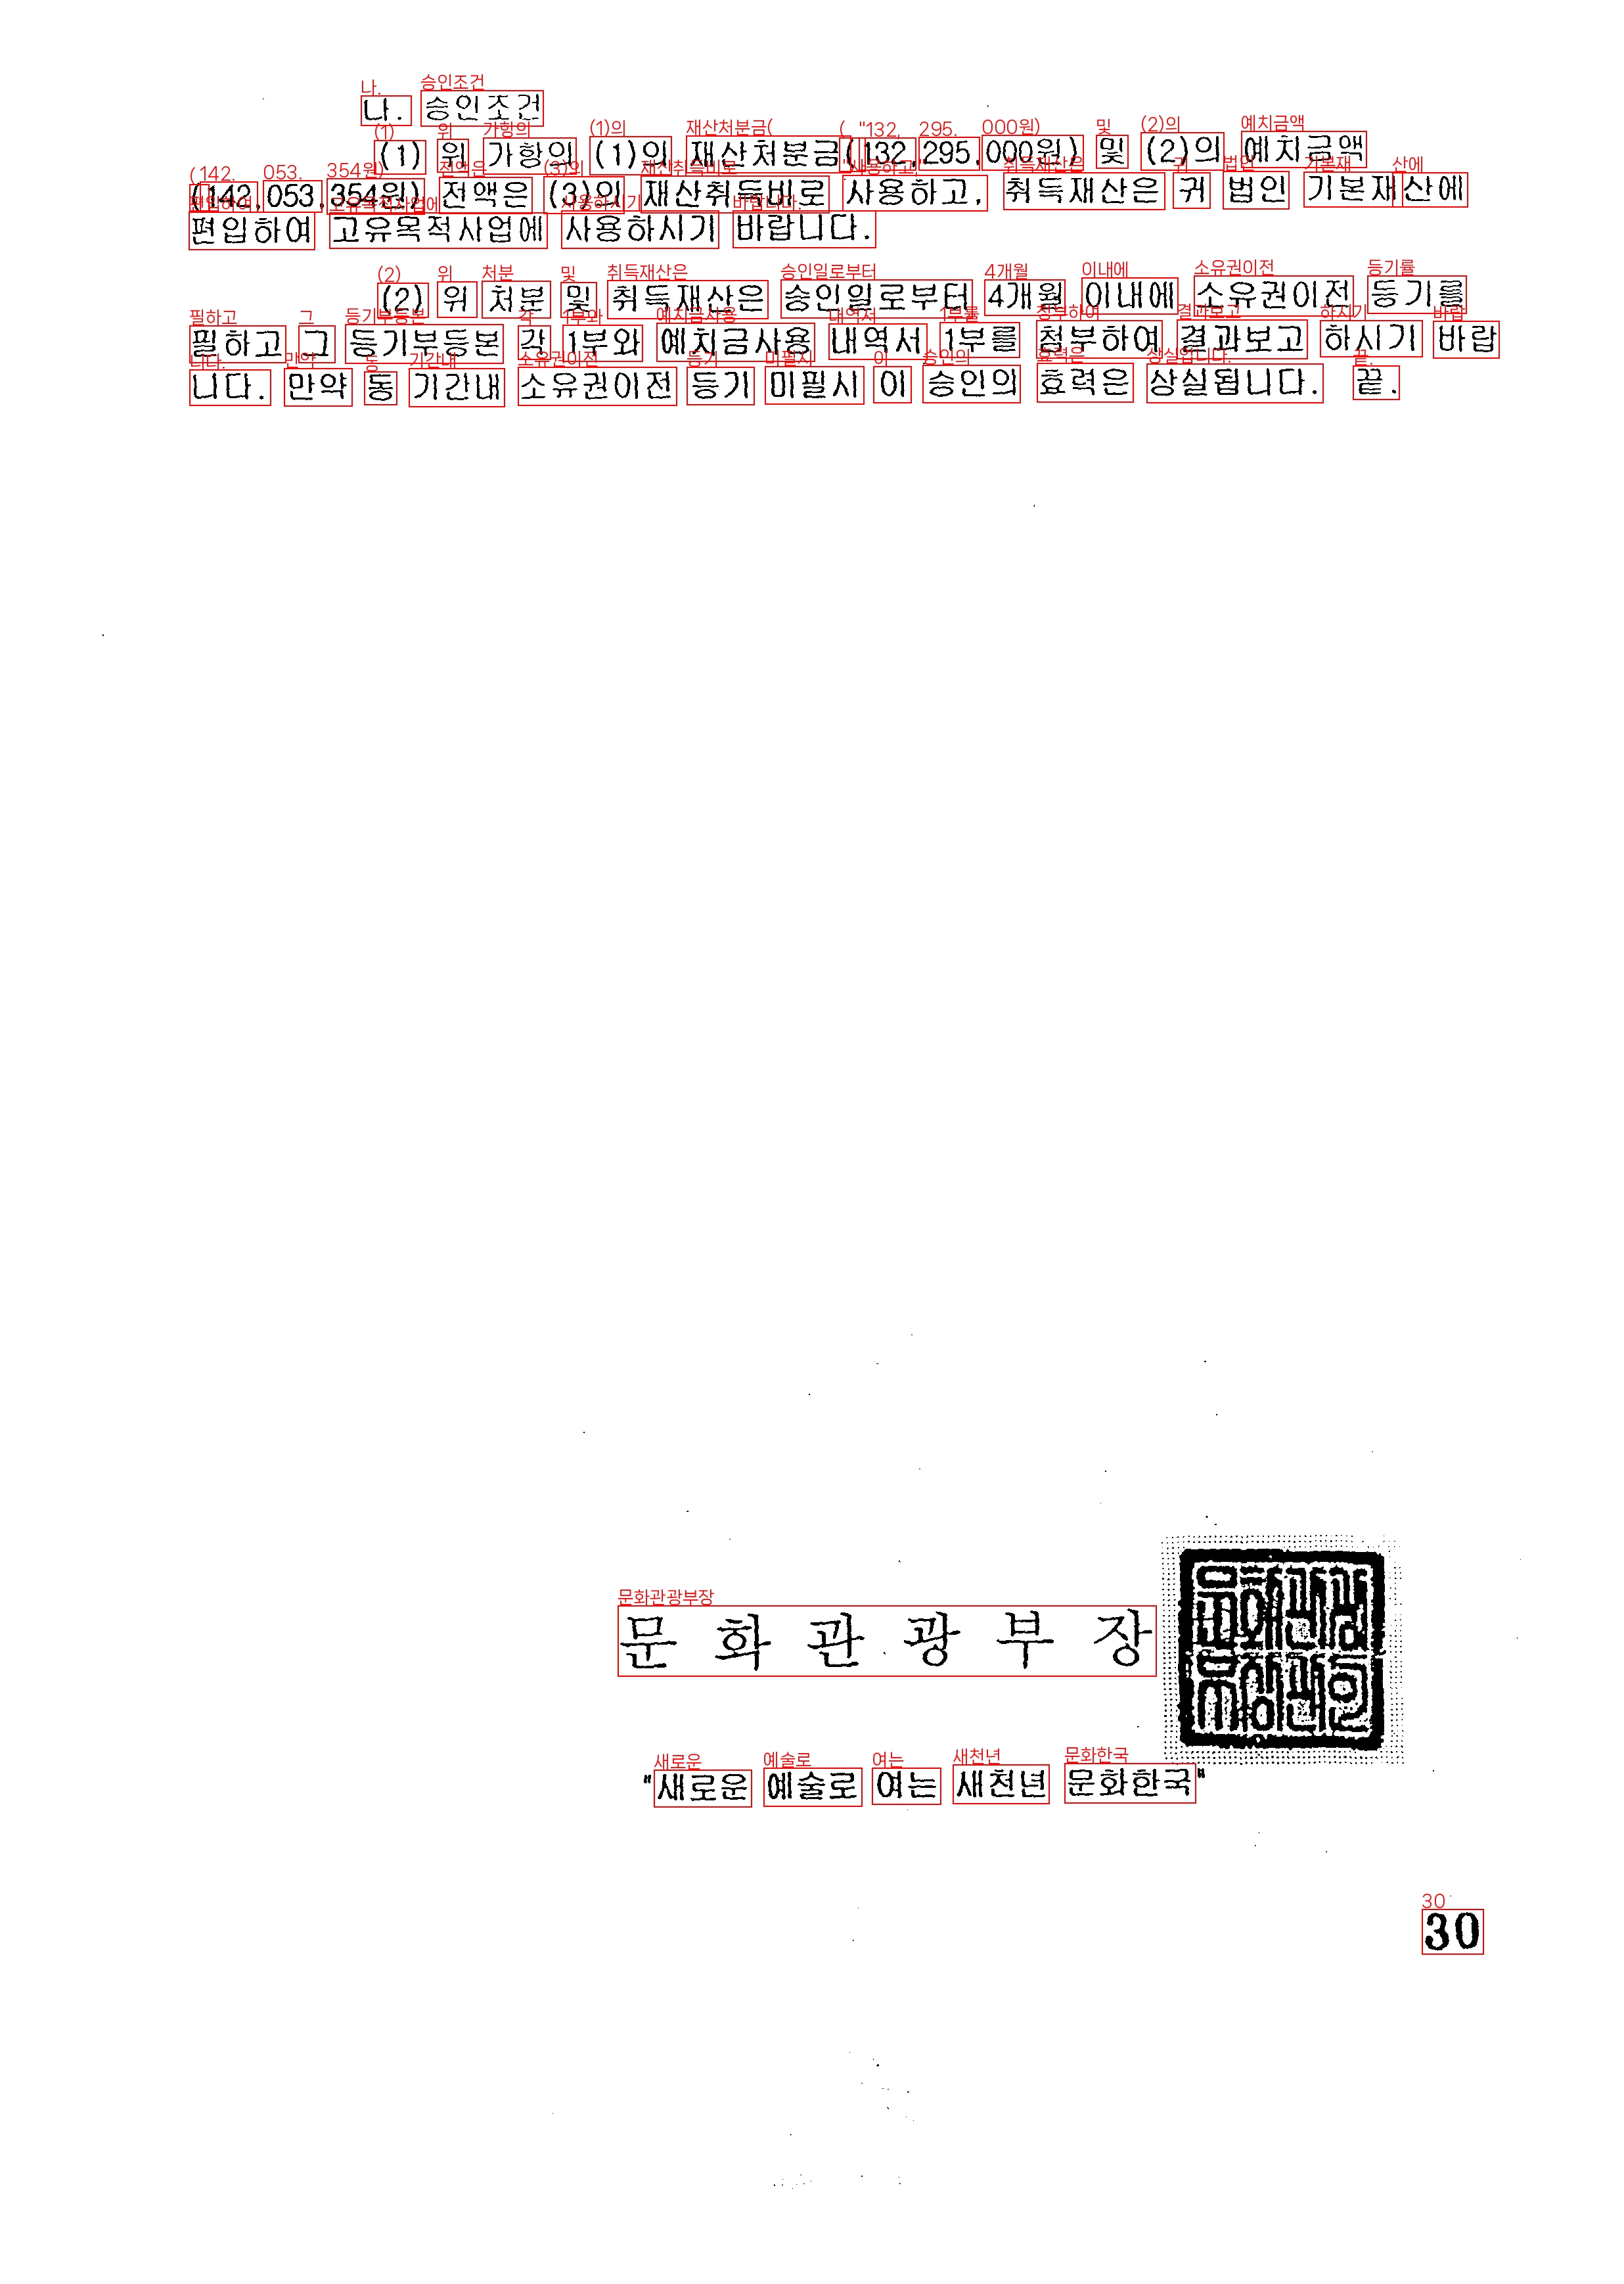 나. 승인조건
(1) 위 가항의 (1)의 재산처분금(132,295,000원) 및 (2)의 예치금액
(142,053,354원) 전액은 (3)의 재산취득비로 사용하고, 취득재산은 귀 법인 기본재산에
편입하여 고유목적사업에 사용하시기 바랍니다.
(2) 위 처분 및 취득재산은 승인일로부터 4개월 이내에 소유권이전 등기를
필하고 그 등기부등본 각 1부와 예치금사용 내역서 1부를 첨부하여 결과보고 하시기 바랍
니다. 만약 동 기간내 소유권이전 등기 미필시 이 승인의 효력은 상실됩니다. 끝.
문화관광부장
"새로운 예술로 여는 새천년 문화한국"
30